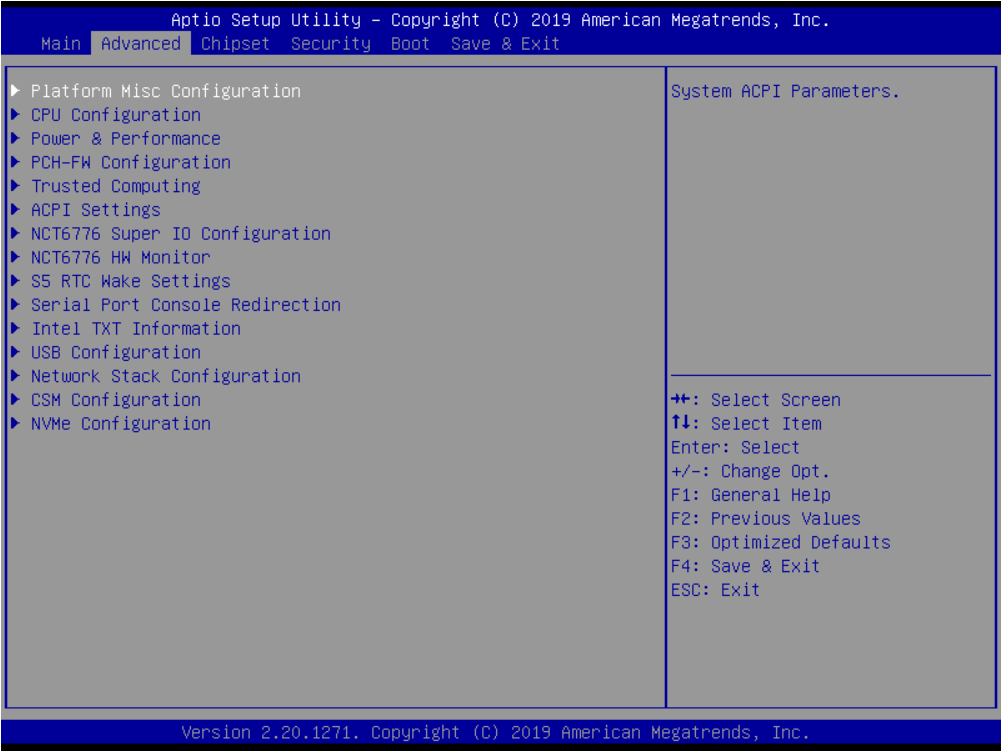 Aptio Setup Utility – Copyright (C) 2019 American Megatrends, Inc.
Main Advanced Chipset Security Boot Save & Exit
▶ Platform Misc Configuration
▶ CPU Configuration
▶ Power & Performance
▶ PCH-FW Configuration
▶ Trusted Computing
▶ ACPI Settings
▶ NCT6776 Super IO Configuration
▶ NCT6776 HW Monitor
▶ S5 RTC Wake Settings
▶ Serial Port Console Redirection
▶ Intel TXT Information
▶ USB Configuration
▶ Network Stack Configuration
▶ CSM Configuration
▶ NVMe Configuration
System ACPI Parameters.
→←: Select Screen
↑↓: Select Item
Enter: Select
+/-: Change Opt.
F1: General Help
F2: Previous Values
F3: Optimized Defaults
F4: Save & Exit
ESC: Exit
Version 2.20.1271. Copyright (C) 2019 American Megatrends, Inc.